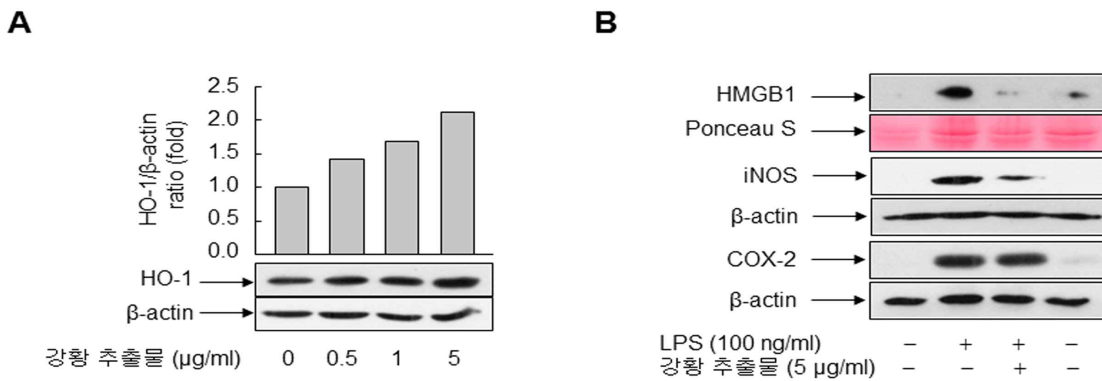 A
2.5
2.0
1.5
1.0
0.5
0.0
HO-1/β-actin
ratio (fold)
HO-1
β-actin
강황 추출물 (μg/ml) 0 0.5 1 5
B
HMGB1
Ponceau S
iNOS
β-actin
COX-2
β-actin
LPS (100 ng/ml) – + + –
강황 추출물 (5 μg/ml) – – + –